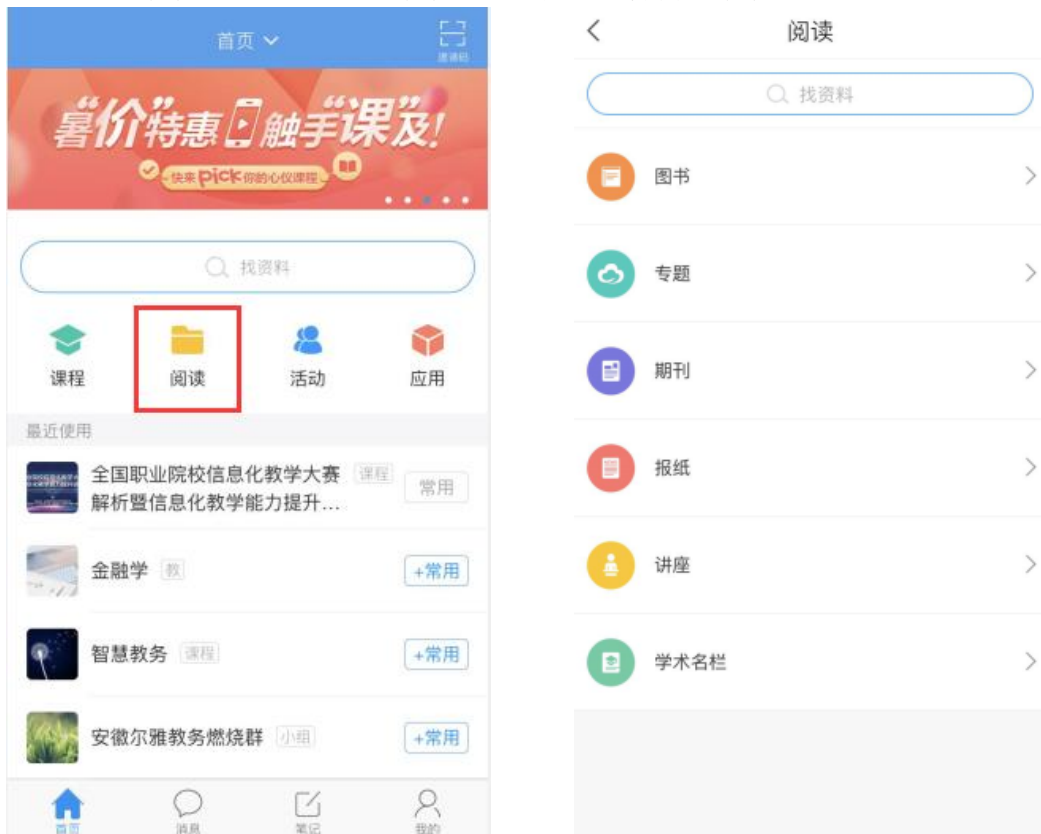 首页
邀请码
暑“价”特惠 触手“课”及!
快来pick你的心仪课程
找资料
课程
阅读
活动
应用
最近使用
全国职业院校信息化教学大赛 课程
解析暨信息化教学能力提升...
常用
金融学 教
+常用
智慧教务 课程
+常用
安徽尔雅教务燃烧群 小组
+常用
首页
消息
笔记
我的
阅读
找资料
图书
专题
期刊
报纸
讲座
学术名栏